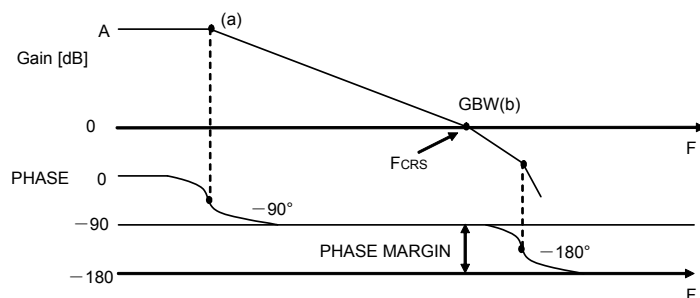 A
(a)
Gain [dB]
GBW(b)
0
F
FCRS
PHASE
0
−90°
−90
PHASE MARGIN
−180°
−180
F